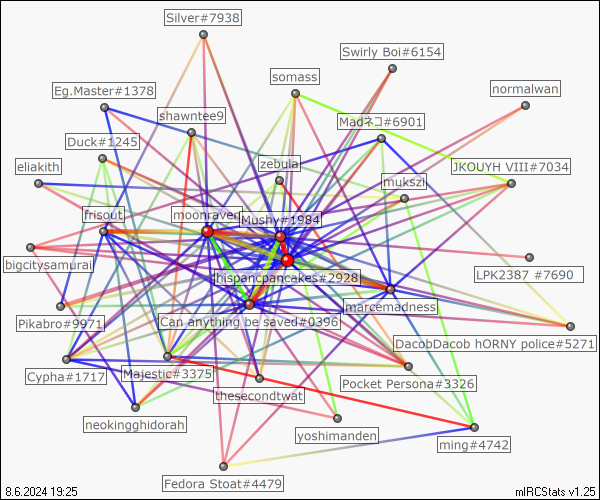 Silver#7938
Swirly Boi#6154
somass
Eg.Master#1378
normalwan
shawntee9
Madネコ#6901
Duck#1245
zebula
eliakith
JKOUYH VIII#7034
mukszi
frisout
moonraven
Mushy#1984
bigcitysamurai
hispancpancakes#2928
LPK2387 #7690
marcemadness
Pikabro#9971
Can anything be saved#0396
DacobDacob hORNY police#5271
Cypha#1717
Majestic#3375
Pocket Persona#3326
thesecondtwat
neokingghidorah
yoshimanden
ming#4742
Fedora Stoat#4479
8.6.2024 19:25
mIRCStats v1.25